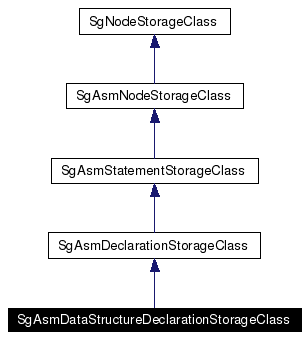 SgNodeStorageClass
SgAsmNodeStorageClass
SgAsmStatementStorageClass
SgAsmDeclarationStorageClass
SgAsmDataStructureDeclarationStorageClass